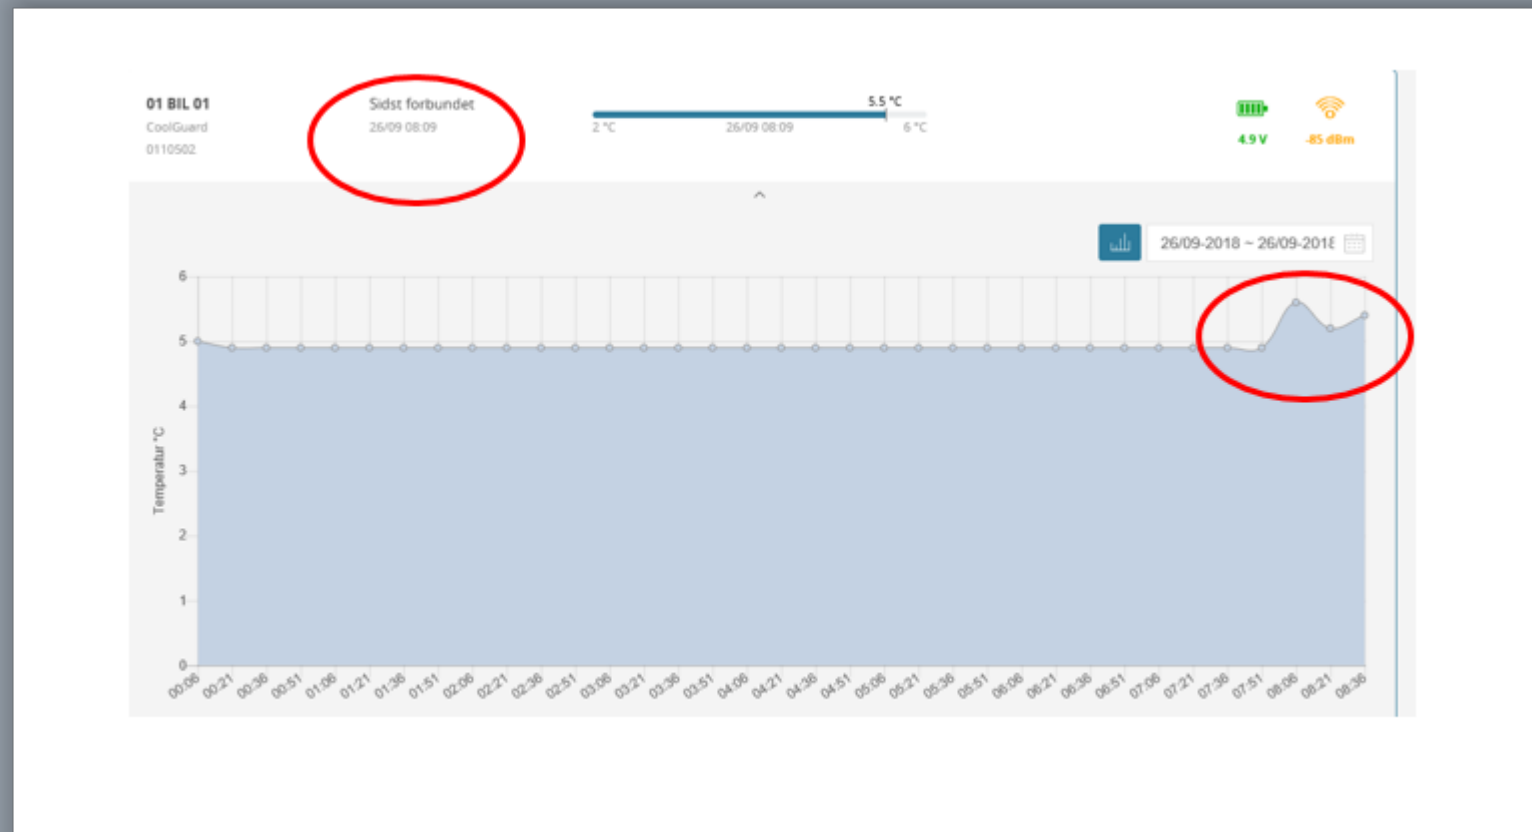 01 BIL 01
CoolGuard
0110502
Sidst forbundet
26/09 08:09
5.5 °C
2 °C 26/09 08:09 6 °C
4.9 V -85 dBm
26/09-2018 ~ 26/09-2018
6
5
4
3
2
1
0
Temperatur °C
00:06 00:21 00:36 00:51 01:06 01:21 01:36 01:51 02:06 02:21 02:36 02:51 03:06 03:21 03:36 03:51 04:06 04:21 04:36 04:51 05:06 05:21 05:36 05:51 06:06 06:21 06:36 06:51 07:06 07:21 07:36 07:51 08:06 08:21 08:36